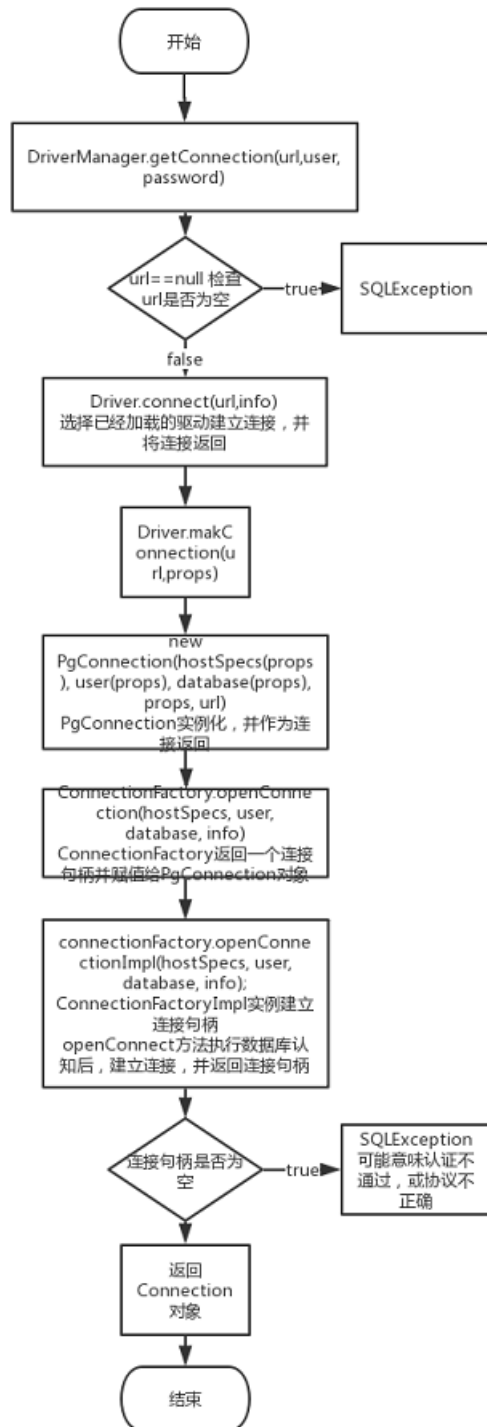 开始
DriverManager.getConnection(url,user,
password)
url==null 检查
url是否为空
true
SQLException
false
Driver.connect(url,info)
选择已经加载的驱动建立连接，并
将连接返回
Driver.makC
onnection(u
rl,props)
new
PgConnection(hostSpecs(props
), user(props), database(props),
props, url)
PgConnection实例化，并作为连
接返回
ConnectionFactory.openConne
ction(hostSpecs, user,
database, info)
ConnectionFactory返回一个连接
句柄并赋值给PgConnection对象
connectionFactory.openConne
ctionImpl(hostSpecs, user,
database, info);
ConnectionFactoryImpl实例建立
连接句柄
openConnect方法执行数据库认
知后，建立连接，并返回连接句柄
连接句柄是否为
空
true
SQLException
可能意味认证不
通过，或协议不
正确
返回
Connection
对象
结束